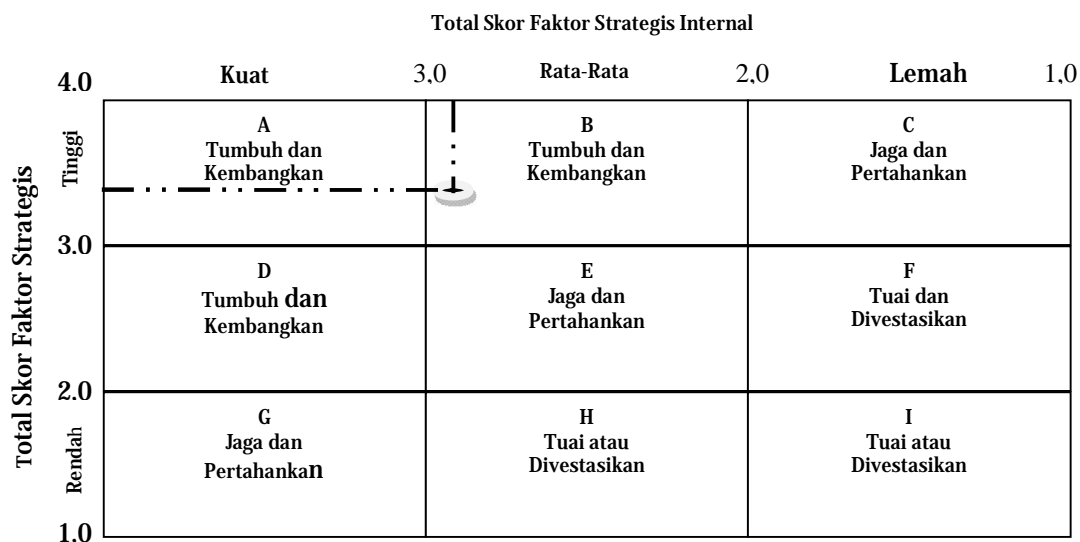 Total Skor Faktor Strategis Internal
4.0 Kuat 3,0 Rata-Rata 2,0 Lemah 1,0
Total Skor Faktor Strategis
Tinggi
A
Tumbuh dan
Kembangkan
B
Tumbuh dan
Kembangkan
C
Jaga dan
Pertahankan
3.0
D
Tumbuh dan
Kembangkan
E
Jaga dan
Pertahankan
F
Tuai dan
Divestasikan
2.0
Rendah
G
Jaga dan
Pertahankan
H
Tuai atau
Divestasikan
I
Tuai atau
Divestasikan
1,0